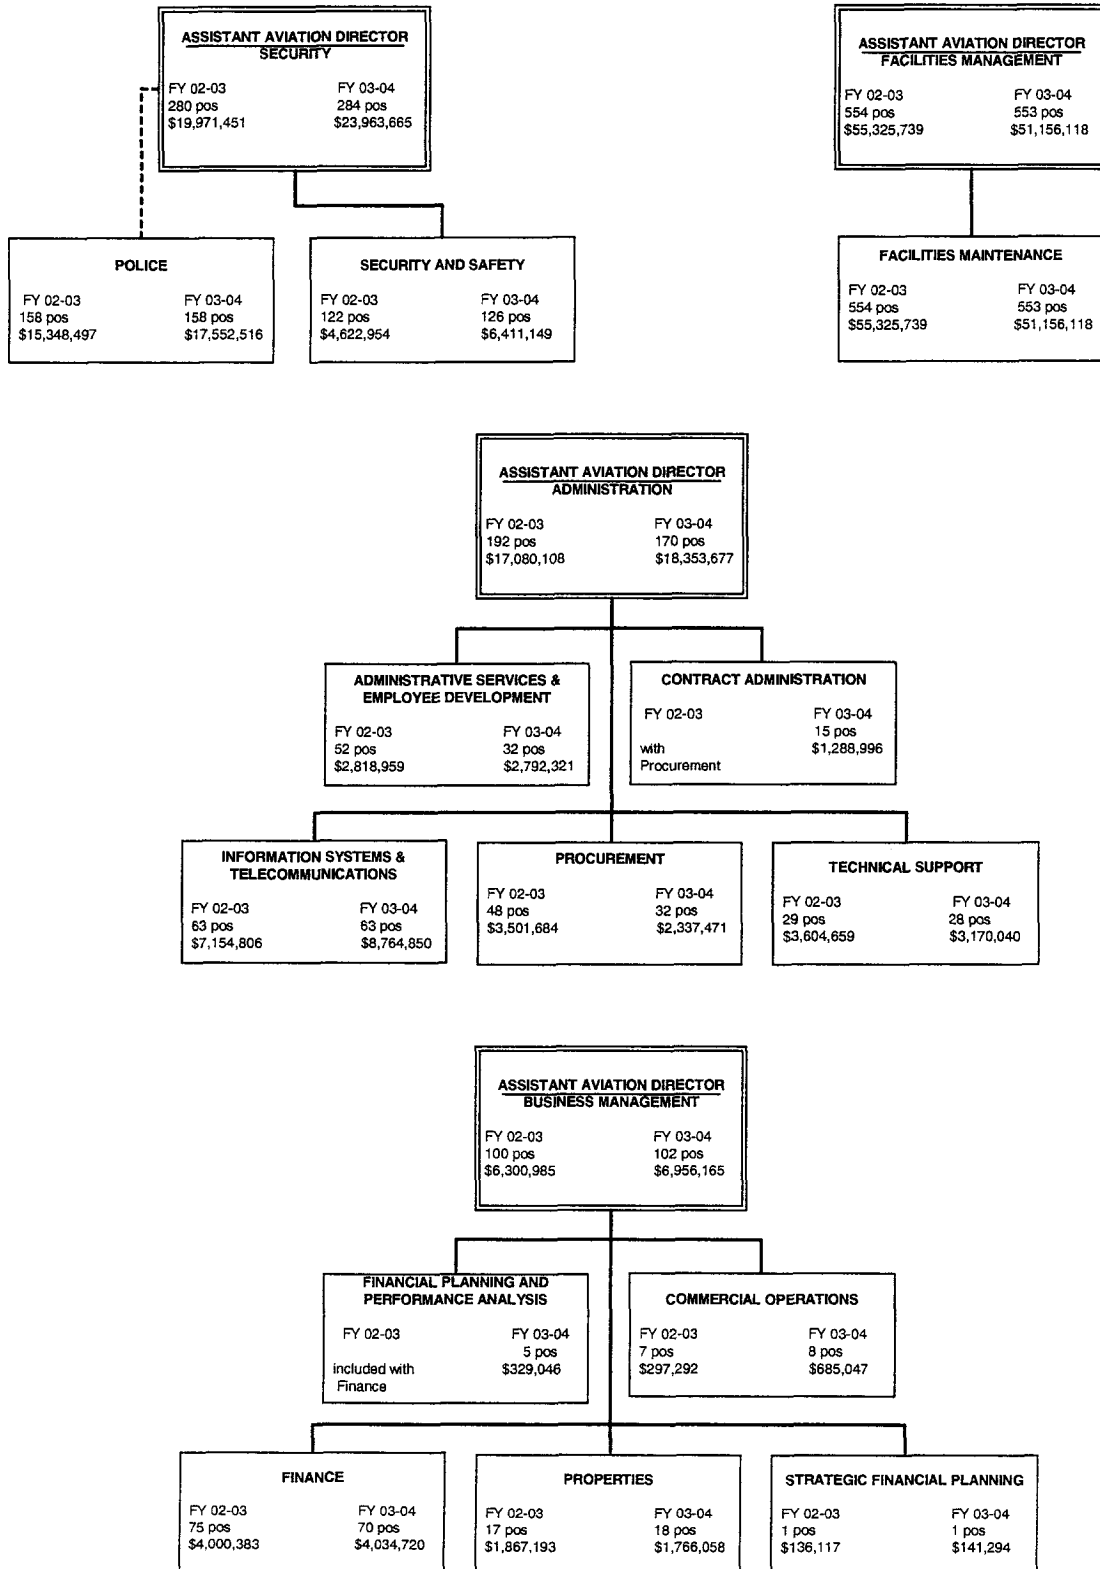 ASSISTANT AVIATION DIRECTOR
SECURITY
FY 02-03 FY 03-04
280 pos 284 pos
$19,971,451 $23,963,665
ASSISTANT AVIATION DIRECTOR
FACILITIES MANAGEMENT
FY 02-03 FY 03-04
554 pos 553 pos
$55,325,739 $51,156,118
POLICE
FY 02-03 FY 03-04
158 pos 158 pos
$15,348,497 $17,552,516
SECURITY AND SAFETY
FY 02-03 FY 03-04
122 pos 126 pos
$4,622,954 $6,411,149
FACILITIES MAINTENANCE
FY 02-03 FY 03-04
554 pos 553 pos
$55,325,739 $51,156,118
ASSISTANT AVIATION DIRECTOR
ADMINISTRATION
FY 02-03 FY 03-04
192 pos 170 pos
$17,080,108 $18,353,677
ADMINISTRATIVE SERVICES &
EMPLOYEE DEVELOPMENT
FY 02-03 FY 03-04
52 pos 32 pos
$2,818,959 $2,792,321
CONTRACT ADMINISTRATION
FY 02-03 FY 03-04
15 pos
with $1,288,996
Procurement
INFORMATION SYSTEMS &
TELECOMMUNICATIONS
FY 02-03 FY 03-04
63 pos 63 pos
$7,154,806 $8,764,850
PROCUREMENT
FY 02-03 FY 03-04
48 pos 32 pos
$3,501,684 $2,337,471
TECHNICAL SUPPORT
FY 02-03 FY 03-04
29 pos 28 pos
$3,604,659 $3,170,040
ASSISTANT AVIATION DIRECTOR
BUSINESS MANAGEMENT
FY 02-03 FY 03-04
100 pos 102 pos
$6,300,985 $6,956,165
FINANCIAL PLANNING AND
PERFORMANCE ANALYSIS
FY 02-03 FY 03-04
5 pos
included with $329,046
Finance
COMMERCIAL OPERATIONS
FY 02-03 FY 03-04
7 pos 8 pos
$297,292 $685,047
FINANCE
FY 02-03 FY 03-04
75 pos 70 pos
$4,000,383 $4,034,720
PROPERTIES
FY 02-03 FY 03-04
17 pos 18 pos
$1,867,193 $1,766,058
STRATEGIC FINANCIAL PLANNING
FY 02-03 FY 03-04
1 pos 1 pos
$136,117 $141,294